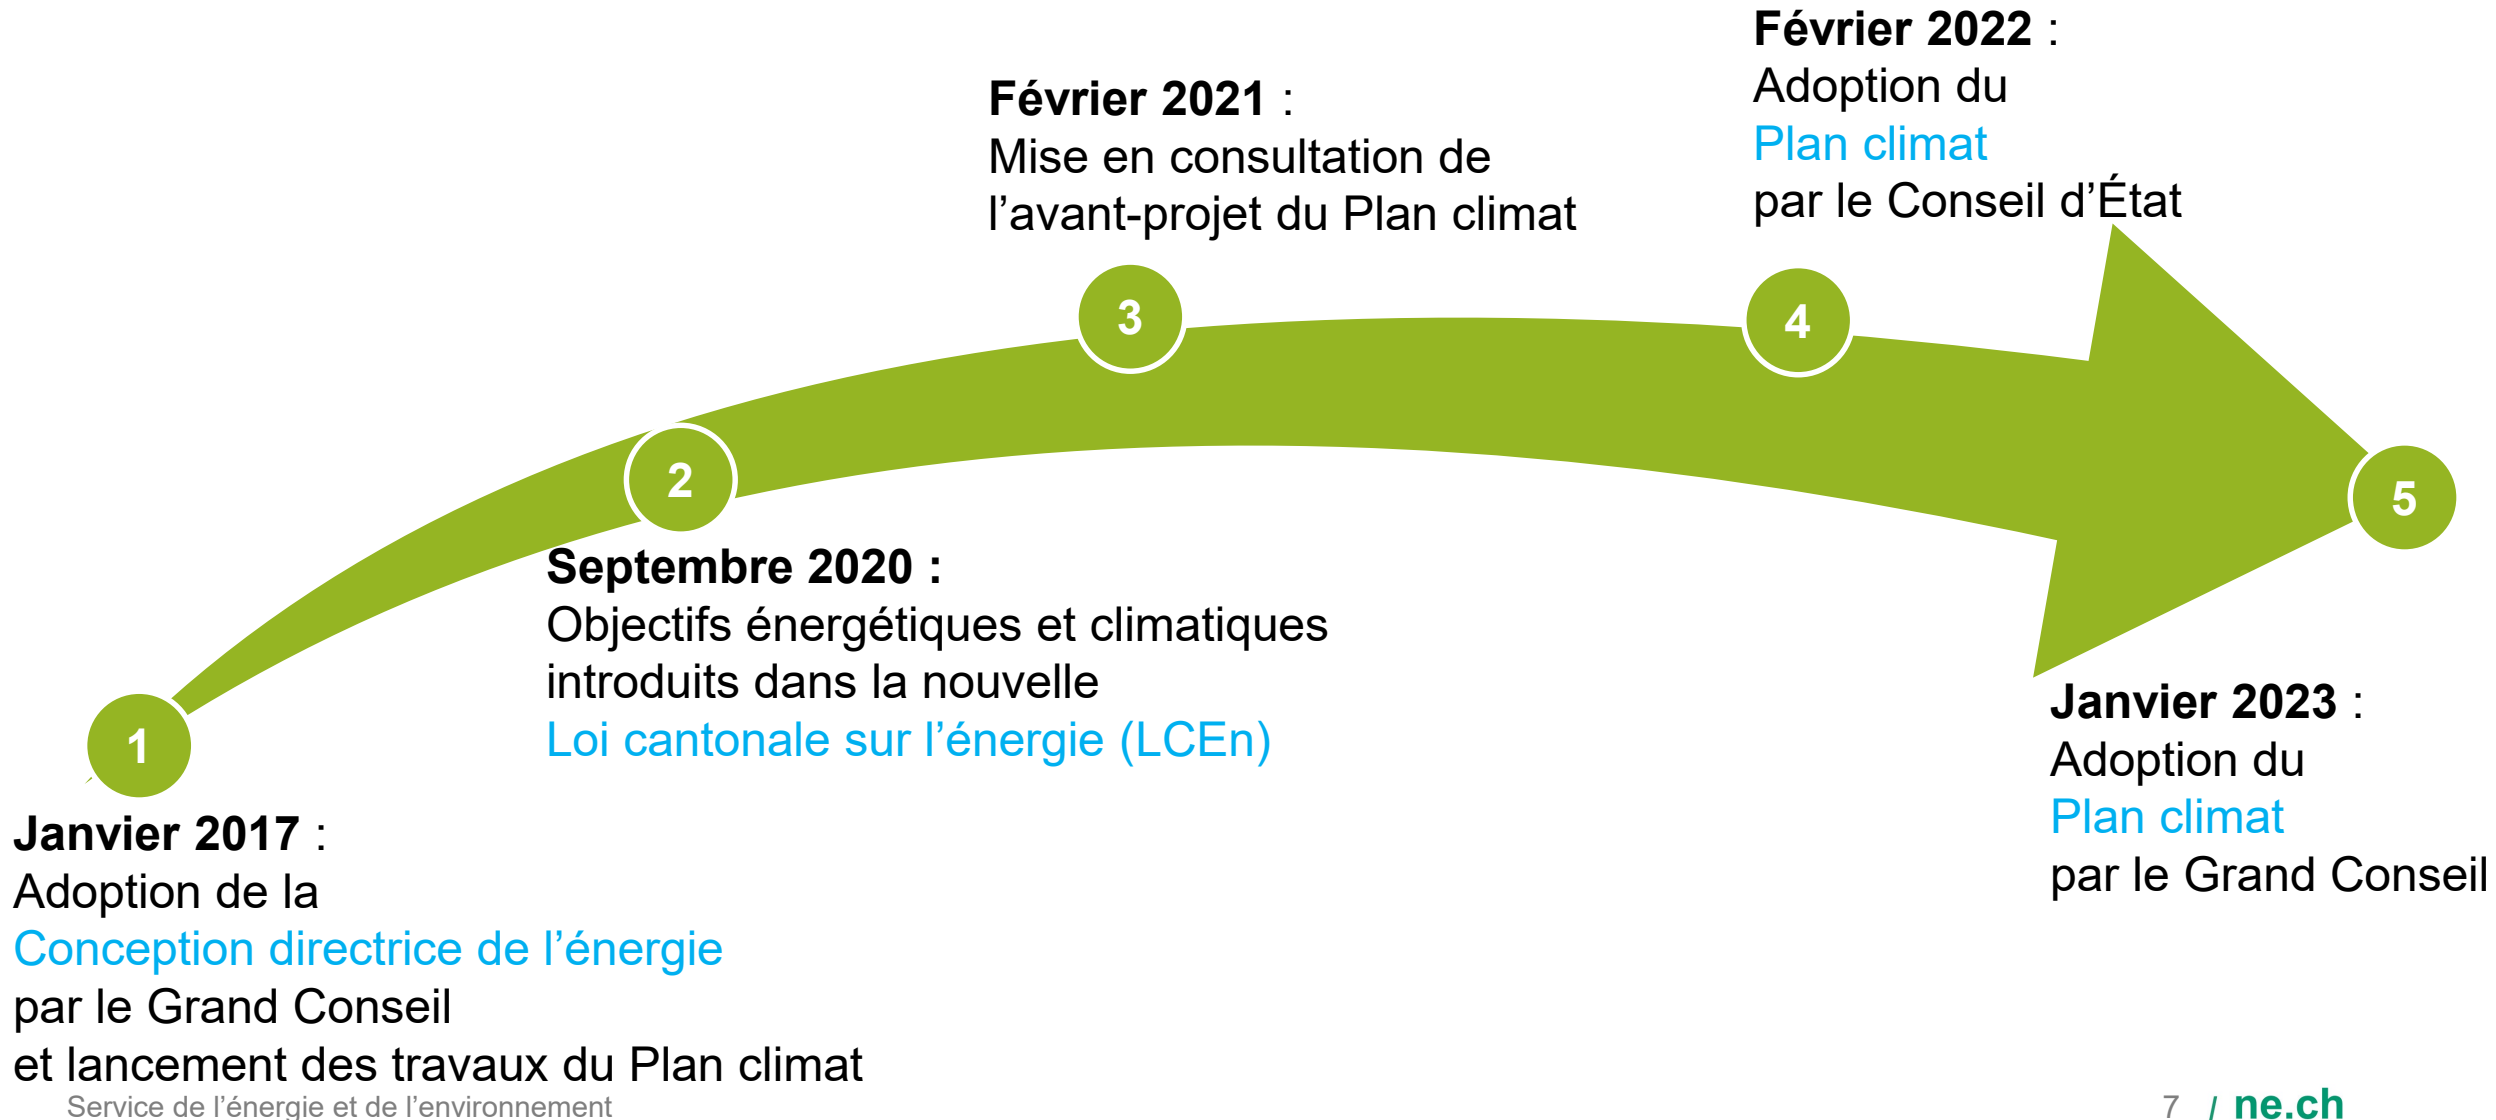 1
Janvier 2017 :
Adoption de la
Conception directrice de l’énergie
par le Grand Conseil
et lancement des travaux du Plan climat
2
Septembre 2020 :
Objectifs énergétiques et climatiques
introduits dans la nouvelle
Loi cantonale sur l’énergie (LCEn)
3
Février 2021 :
Mise en consultation de
l’avant-projet du Plan climat
4
Février 2022 :
Adoption du
Plan climat
par le Conseil d’État
5
Janvier 2023 :
Adoption du
Plan climat
par le Grand Conseil
Service de l’énergie et de l’environnement
7 / ne.ch